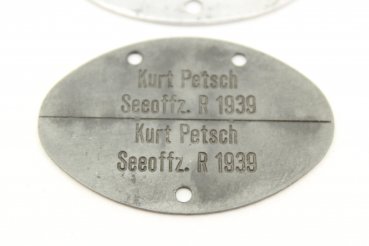 Kurt Petsch
Seeoffz. R 1939
Kurt Petsch
Seeoffz. R 1939